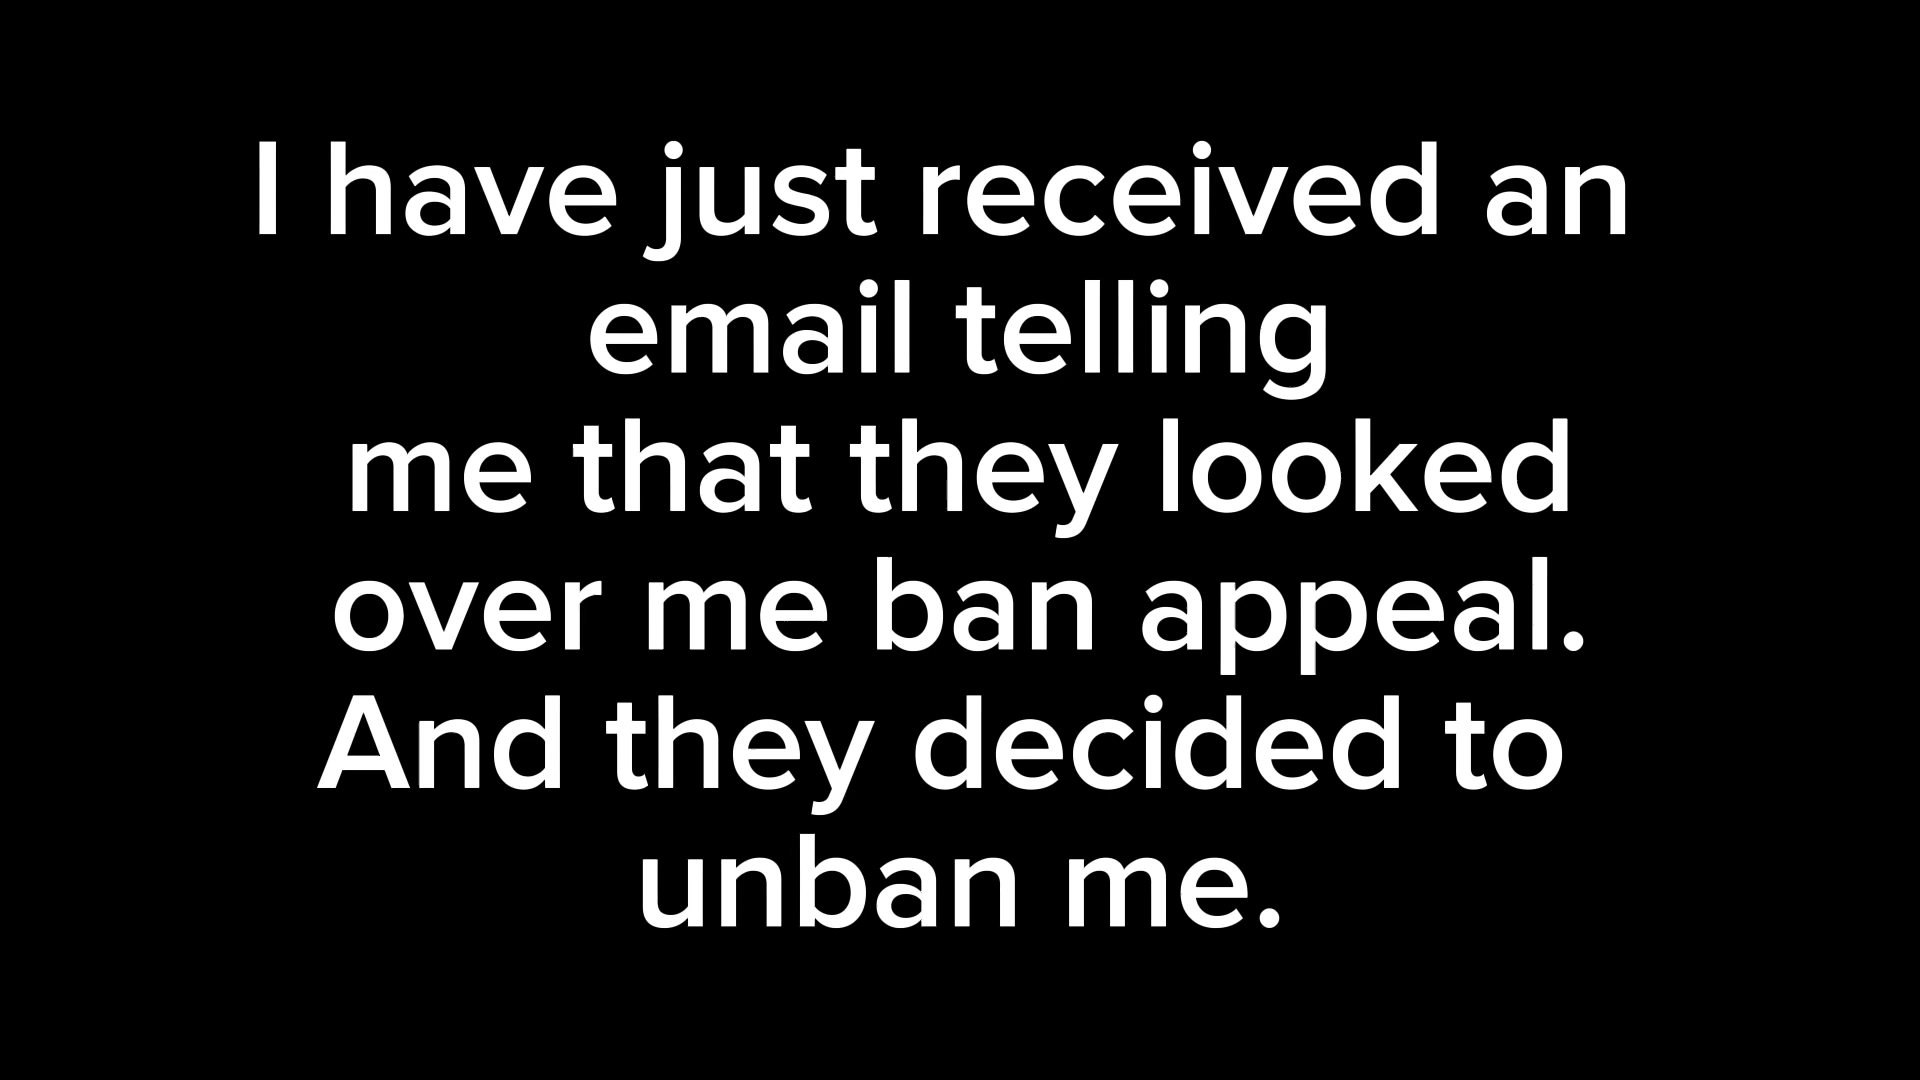 I have just received an
email telling
me that they looked
over me ban appeal.
And they decided to
unban me.